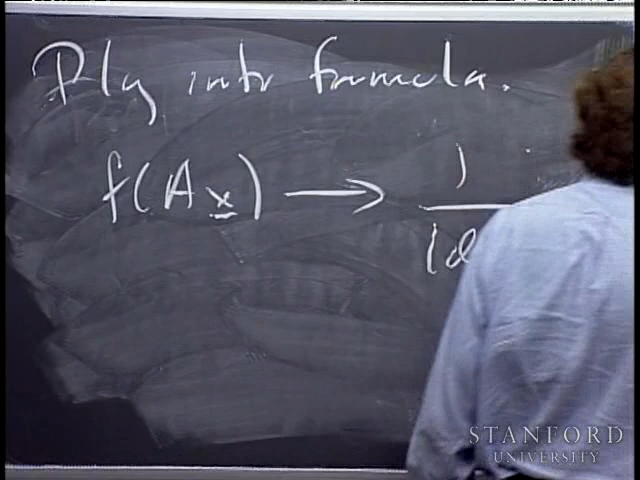 Plug into formula.
f(Ax) → 1
|d
STANFORD
UNIVERSITY